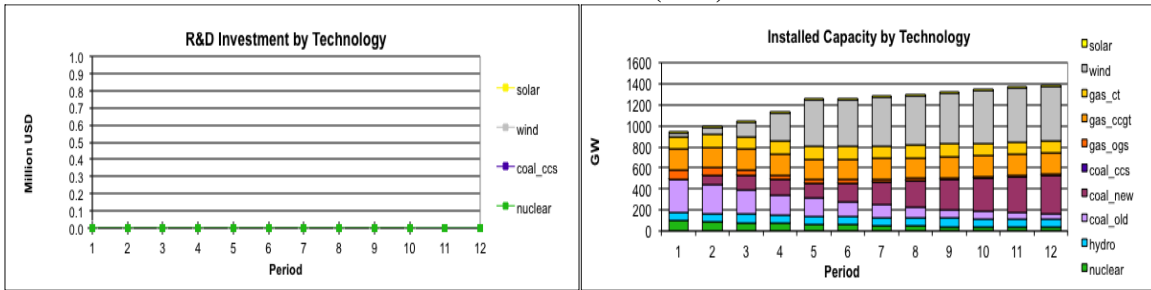 R&D Investment by Technology
Million USD
1.0
0.9
0.8
0.7
0.6
0.5
0.4
0.3
0.2
0.1
0.0
1 2 3 4 5 6 7 8 9 10 11 12
Period
solar
wind
coal_ccs
nuclear
Installed Capacity by Technology
GW
1600
1400
1200
1000
800
600
400
200
0
1 2 3 4 5 6 7 8 9 10 11 12
Period
solar
wind
gas_ct
gas_ccgt
gas_ogs
coal_ccs
coal_new
coal_old
hydro
nuclear